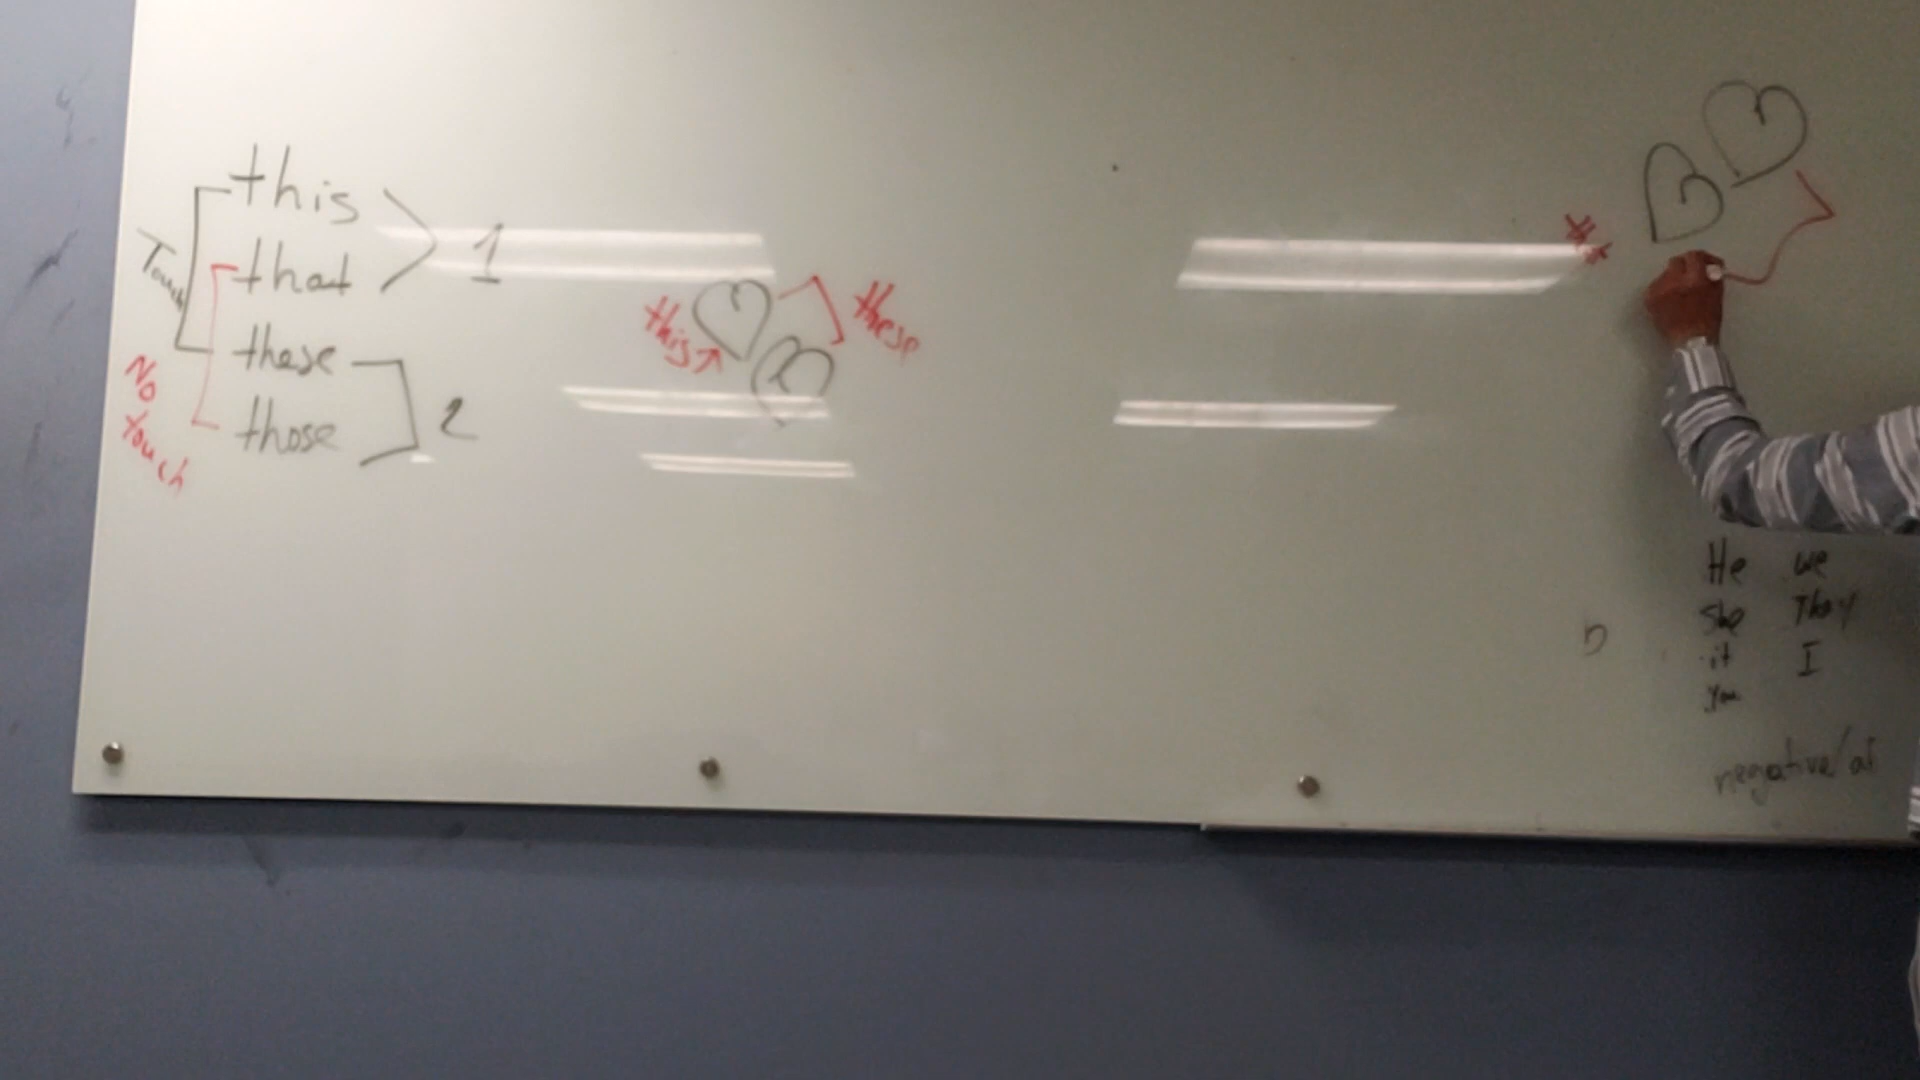 this
that
these
those
1
2
Touch
No
touch
this
these
He we
She They
it I
you
negative/